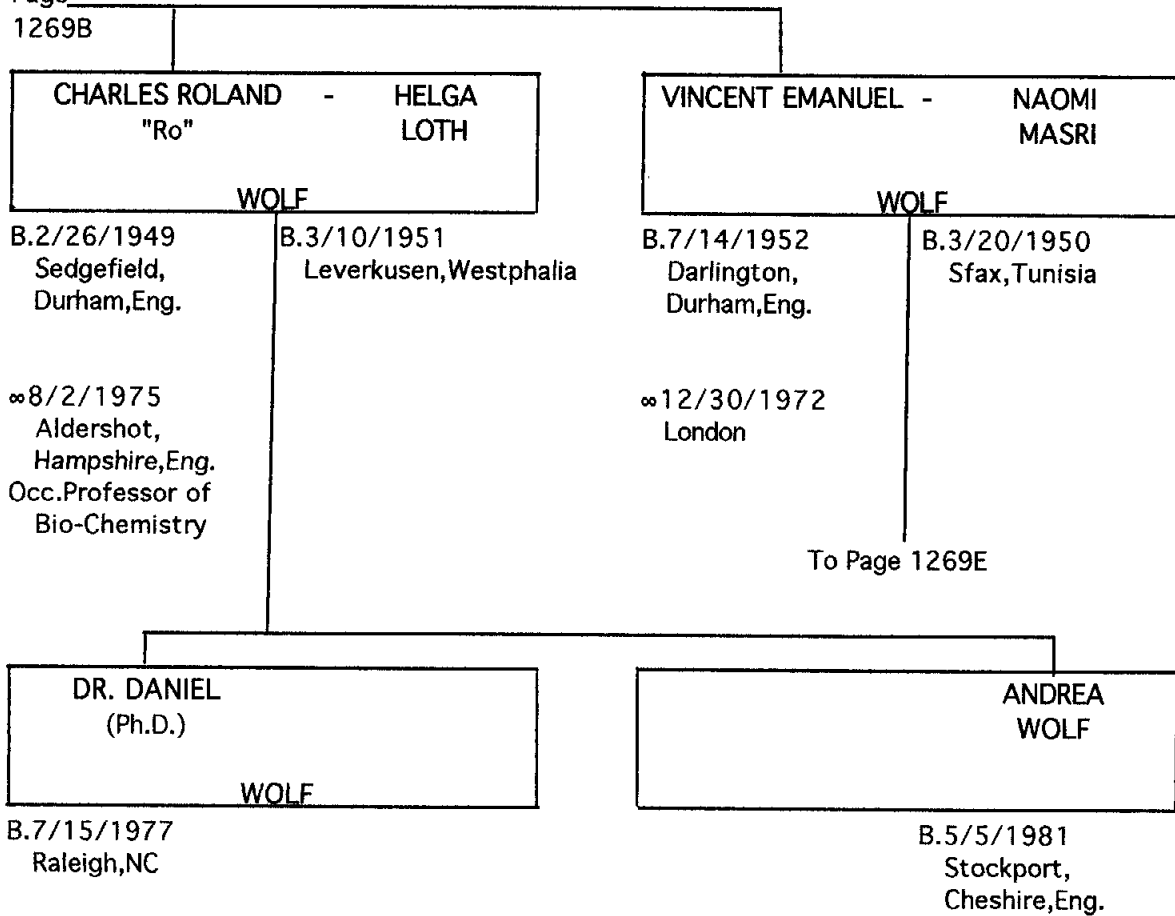 Page
1269B
CHARLES ROLAND - HELGA
"Ro" LOTH
WOLF
B.2/26/1949
Sedgefield,
Durham,Eng.
B.3/10/1951
Leverkusen,Westphalia
∞8/2/1975
Aldershot,
Hampshire,Eng.
Occ.Professor of
Bio-Chemistry
VINCENT EMANUEL - NAOMI
MASRI
WOLF
B.7/14/1952
Darlington,
Durham,Eng.
B.3/20/1950
Sfax,Tunisia
∞12/30/1972
London
To Page 1269E
DR. DANIEL
(Ph.D.)
WOLF
B.7/15/1977
Raleigh,NC
ANDREA
WOLF
B.5/5/1981
Stockport,
Cheshire,Eng.